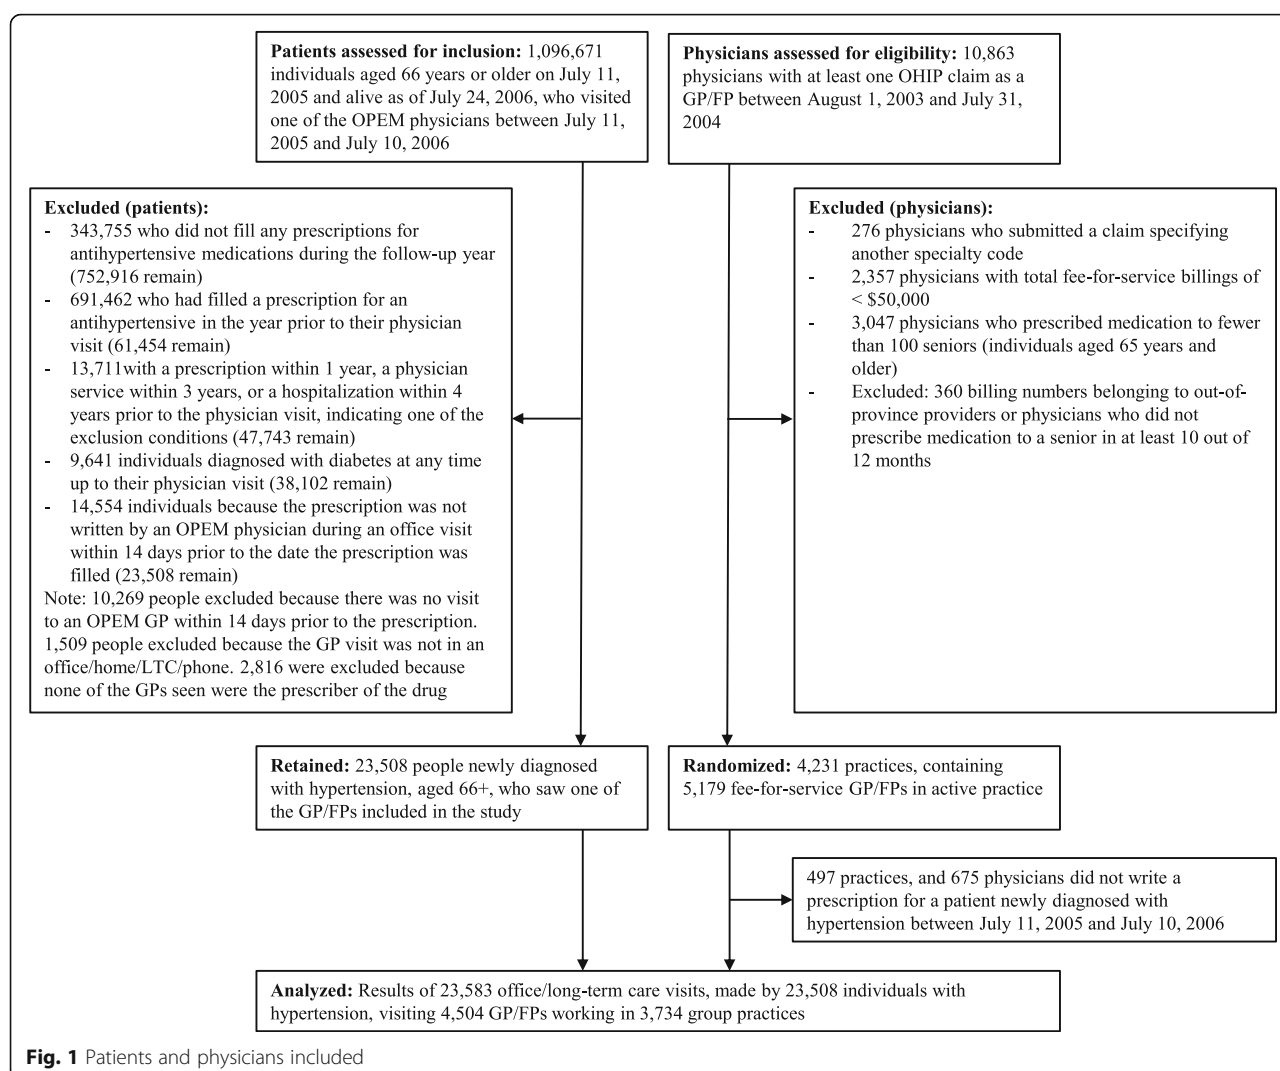 Patients assessed for inclusion: 1,096,671
individuals aged 66 years or older on July 11,
2005 and alive as of July 24, 2006, who visited
one of the OPEM physicians between July 11,
2005 and July 10, 2006
Physicians assessed for eligibility: 10,863
physicians with at least one OHIP claim as a
GP/FP between August 1, 2003 and July 31,
2004
Excluded (patients):
- 343,755 who did not fill any prescriptions for
antihypertensive medications during the follow-up year
(752,916 remain)
- 691,462 who had filled a prescription for an
antihypertensive in the year prior to their physician
visit (61,454 remain)
- 13,711with a prescription within 1 year, a physician
service within 3 years, or a hospitalization within 4
years prior to the physician visit, indicating one of the
exclusion conditions (47,743 remain)
- 9,641 individuals diagnosed with diabetes at any time
up to their physician visit (38,102 remain)
- 14,554 individuals because the prescription was not
written by an OPEM physician during an office visit
within 14 days prior to the date the prescription was
filled (23,508 remain)
Note: 10,269 people excluded because there was no visit
to an OPEM GP within 14 days prior to the prescription.
1,509 people excluded because the GP visit was not in an
office/home/LTC/phone. 2,816 were excluded because
none of the GPs seen were the prescriber of the drug
Excluded (physicians):
- 276 physicians who submitted a claim specifying
another specialty code
- 2,357 physicians with total fee-for-service billings of
< $50,000
- 3,047 physicians who prescribed medication to fewer
than 100 seniors (individuals aged 65 years and
older)
- Excluded: 360 billing numbers belonging to out-of-
province providers or physicians who did not
prescribe medication to a senior in at least 10 out of
12 months
Retained: 23,508 people newly diagnosed
with hypertension, aged 66+, who saw one of
the GP/FPs included in the study
Randomized: 4,231 practices, containing
5,179 fee-for-service GP/FPs in active practice
497 practices, and 675 physicians did not write a
prescription for a patient newly diagnosed with
hypertension between July 11, 2005 and July 10, 2006
Analyzed: Results of 23,583 office/long-term care visits, made by 23,508 individuals with
hypertension, visiting 4,504 GP/FPs working in 3,734 group practices
Fig. 1 Patients and physicians included